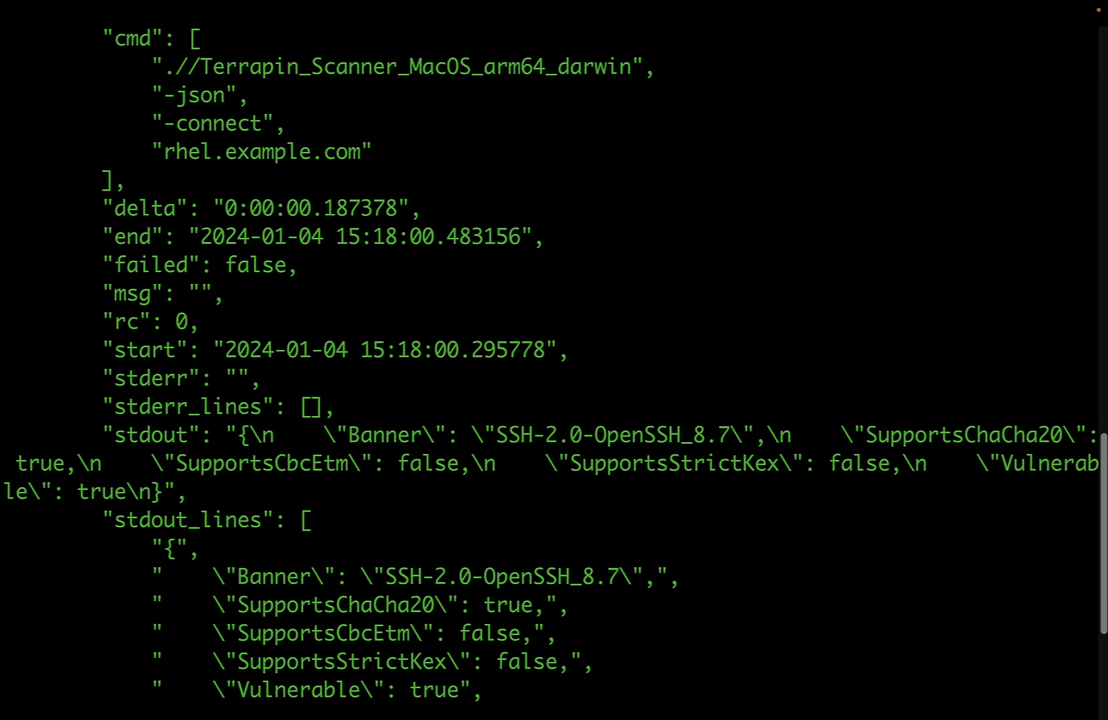 "cmd": [
".//Terrapin_Scanner_MacOS_arm64_darwin",
"-json",
"-connect",
"rhel.example.com"
],
"delta": "0:00:00.187378",
"end": "2024-01-04 15:18:00.483156",
"failed": false,
"msg": "",
"rc": 0,
"start": "2024-01-04 15:18:00.295778",
"stderr": "",
"stderr_lines": [],
"stdout": "{\n    \"Banner\": \"SSH-2.0-OpenSSH_8.7\",\n    \"SupportsChaCha20\":
true,\n    \"SupportsCbcEtm\": false,\n    \"SupportsStrictKex\": false,\n    \"Vulnerab
le\": true\n}",
"stdout_lines": [
"{",
"    \"Banner\": \"SSH-2.0-OpenSSH_8.7\",",
"    \"SupportsChaCha20\": true,",
"    \"SupportsCbcEtm\": false,",
"    \"SupportsStrictKex\": false,",
"    \"Vulnerable\": true",